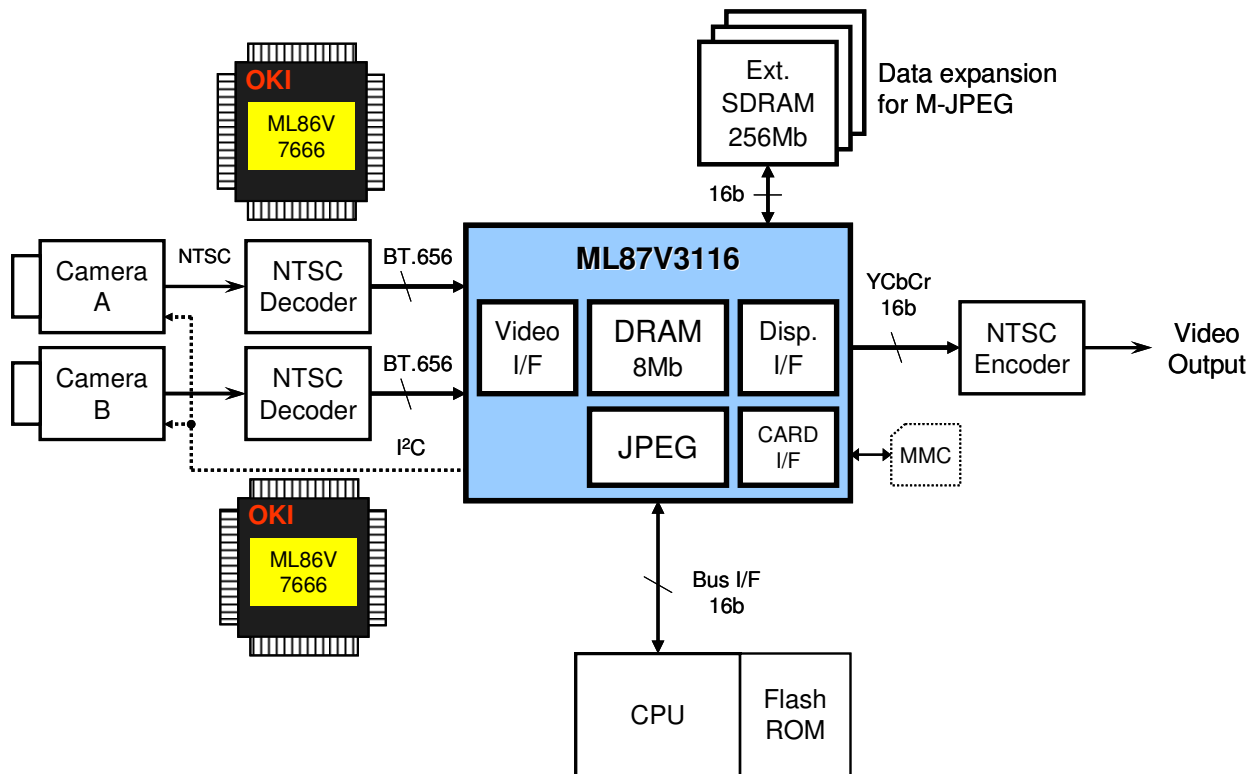 OKI
ML86V
7666
Ext.
SDRAM
256Mb
Data expansion
for M-JPEG
16b
Camera
A
NTSC
NTSC
Decoder
BT.656
ML87V3116
Video
I/F
DRAM
8Mb
Disp.
I/F
YCbCr
16b
NTSC
Encoder
Video
Output
Camera
B
NTSC
Decoder
BT.656
I²C
JPEG
CARD
I/F
MMC
OKI
ML86V
7666
Bus I/F
16b
CPU
Flash
ROM